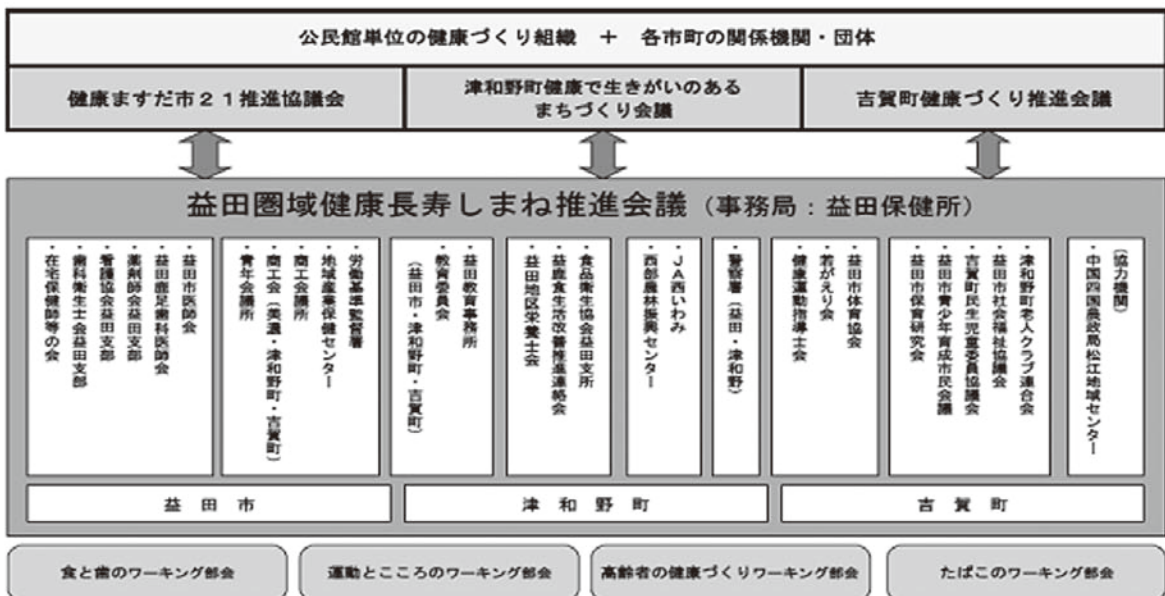 公民館単位の健康づくり組織 ＋ 各市町の関係機関・団体
健康ますだ市２１推進協議会
津和野町健康で生きがいのある
まちづくり会議
吉賀町健康づくり推進会議
益田圏域健康長寿しまね推進会議（事務局：益田保健所）
・益田市医師会
・益田鹿足歯科医師会
・薬剤師会益田支部
・看護協会益田支部
・歯科衛生士会益田支部
・在宅保健師等の会
・労働基準監督署
・地域産業保健センター
・商工会議所
・商工会（美濃・津和野町・吉賀町）
・青年会議所
・益田教育事務所
・教育委員会
（益田市・津和野町・吉賀町）
・食品衛生協会益田支所
・益鹿食生活改善推進連絡会
・益田地区栄養士会
・ＪＡ西いわみ
・西部農林振興センター
・警察署（益田・津和野）
・益田市体育協会
・若がえり会
・健康運動指導士会
・津和野町老人クラブ連合会
・益田市社会福祉協議会
・吉賀町民生児童委員協議会
・益田市青少年育成市民会議
・益田市保育研究会
（協力機関）
・中国四国農政局松江地域センター
益田市
津和野町
吉賀町
食と歯のワーキング部会
運動とこころのワーキング部会
高齢者の健康づくりワーキング部会
たばこのワーキング部会